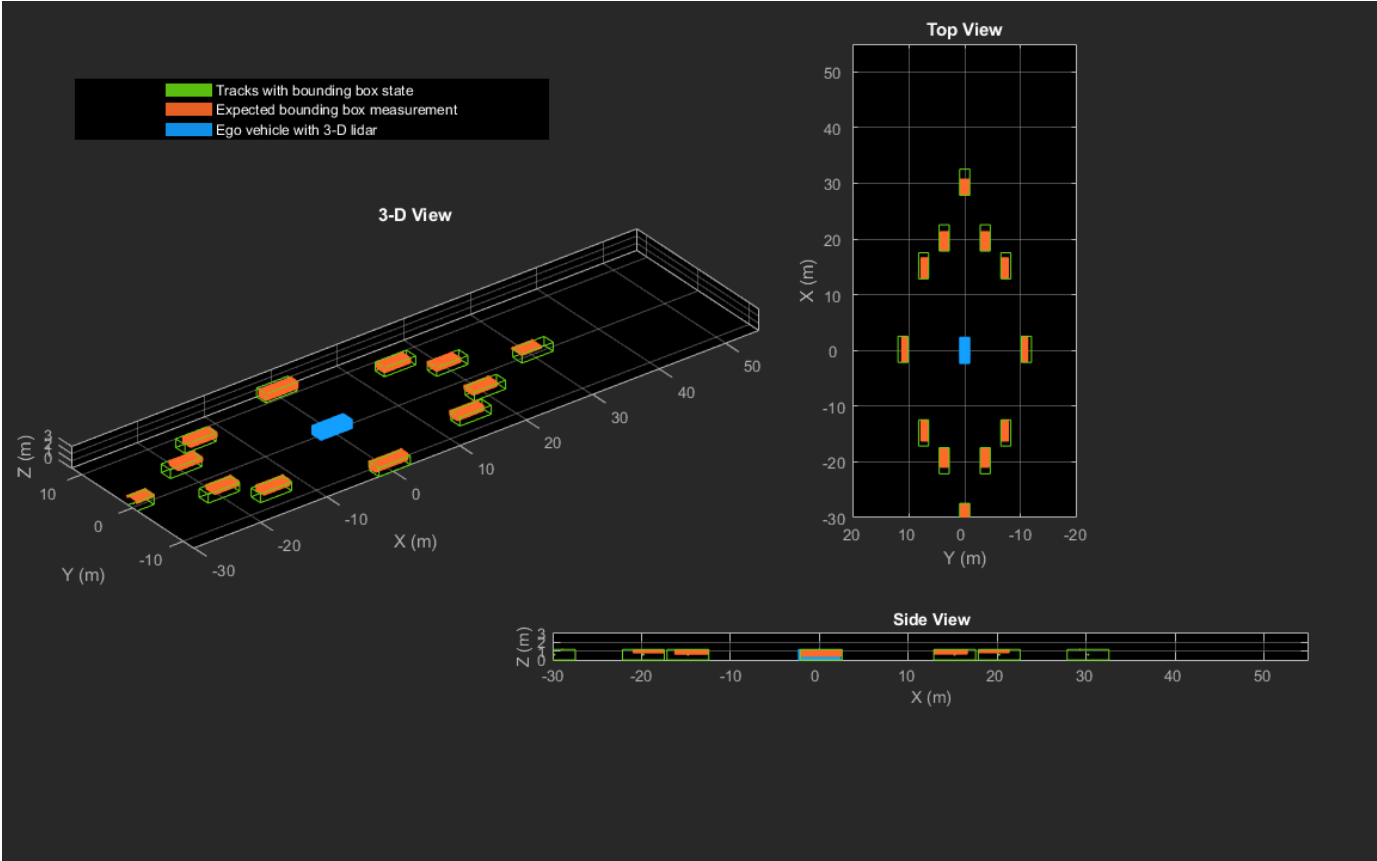 Tracks with bounding box state
Expected bounding box measurement
Ego vehicle with 3-D lidar
3-D View
3
2
1
0
Z (m)
10
0
-10
Y (m)
-30
-20
-10
0
10
20
30
40
50
X (m)
Top View
50
40
30
20
10
0
-10
-20
-30
X (m)
20 10 0 -10 -20
Y (m)
Side View
3
2
1
0
Z (m)
-30 -20 -10 0 10 20 30 40 50
X (m)